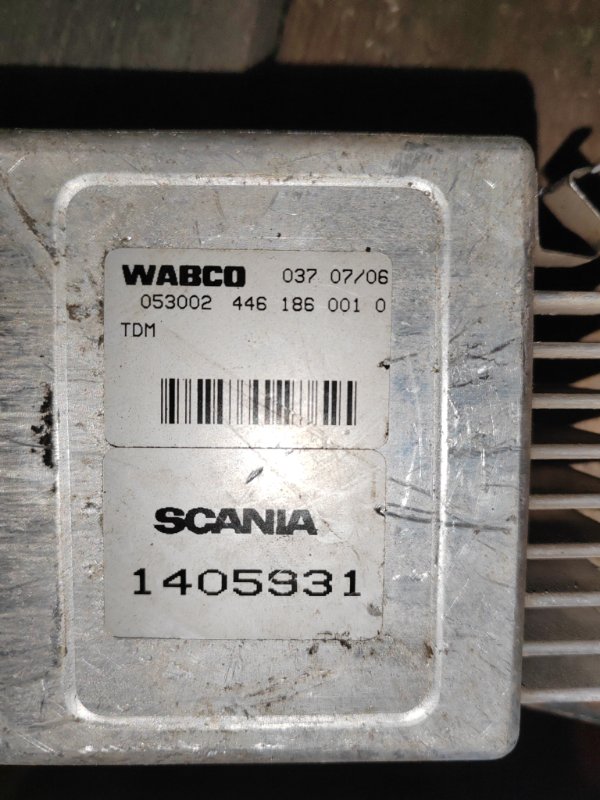 WABCO 037 07/06
053002 446 186 001 0
TDM
SCANIA
1405931